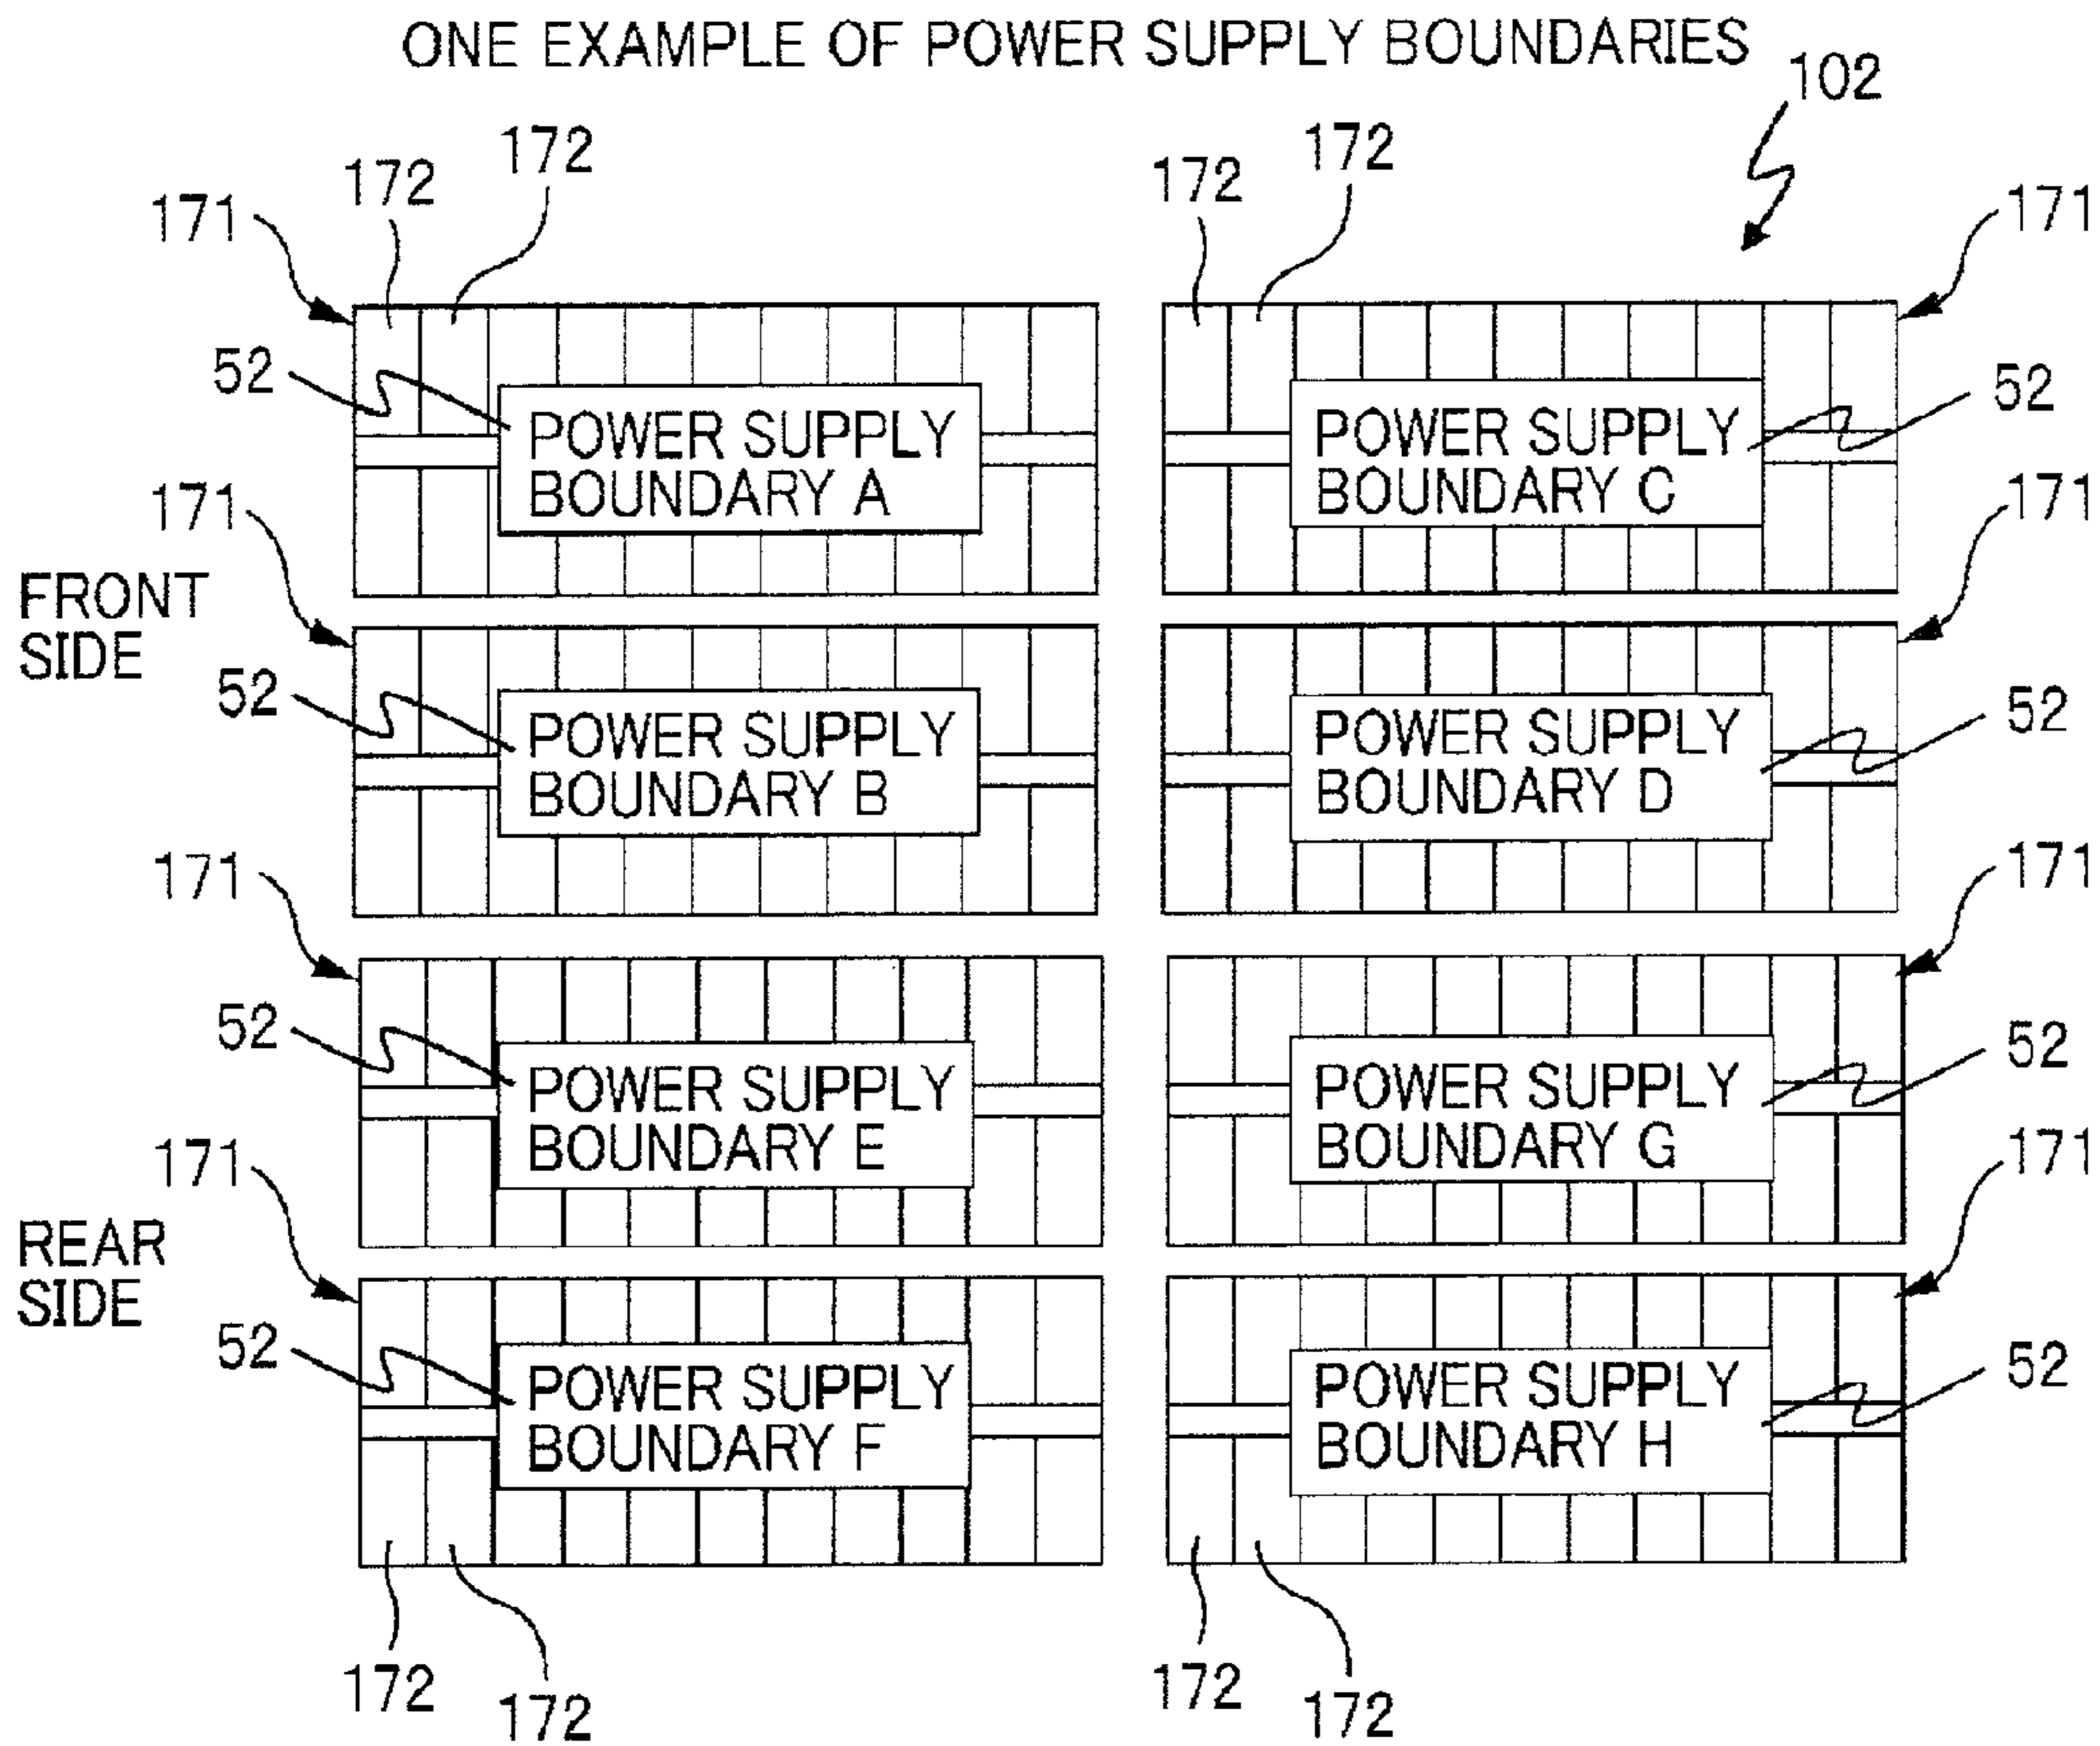 ONE EXAMPLE OF POWER SUPPLY BOUNDARIES
102
172
172
172
172
171
171
52
POWER SUPPLY
BOUNDARY A
POWER SUPPLY
BOUNDARY C
52
171
171
FRONT
SIDE
52
POWER SUPPLY
BOUNDARY B
POWER SUPPLY
BOUNDARY D
52
171
171
52
POWER SUPPLY
BOUNDARY E
POWER SUPPLY
BOUNDARY G
52
171
171
REAR
SIDE
52
POWER SUPPLY
BOUNDARY F
POWER SUPPLY
BOUNDARY H
52
172
172
172
172